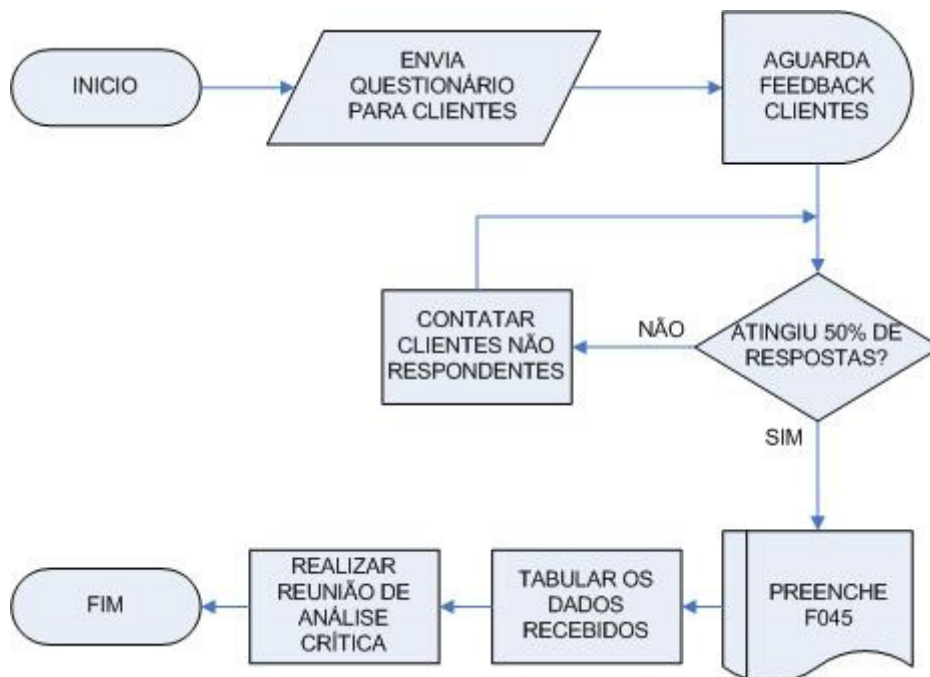 INICIO
ENVIA
QUESTIONÁRIO
PARA CLIENTES
AGUARDA
FEEDBACK
CLIENTES
ATINGIU 50% DE
RESPOSTAS?
NÃO
CONTATAR
CLIENTES NÃO
RESPONDENTES
SIM
PREENCHE
F045
TABULAR OS
DADOS
RECEBIDOS
REALIZAR
REUNIÃO DE
ANÁLISE
CRÍTICA
FIM